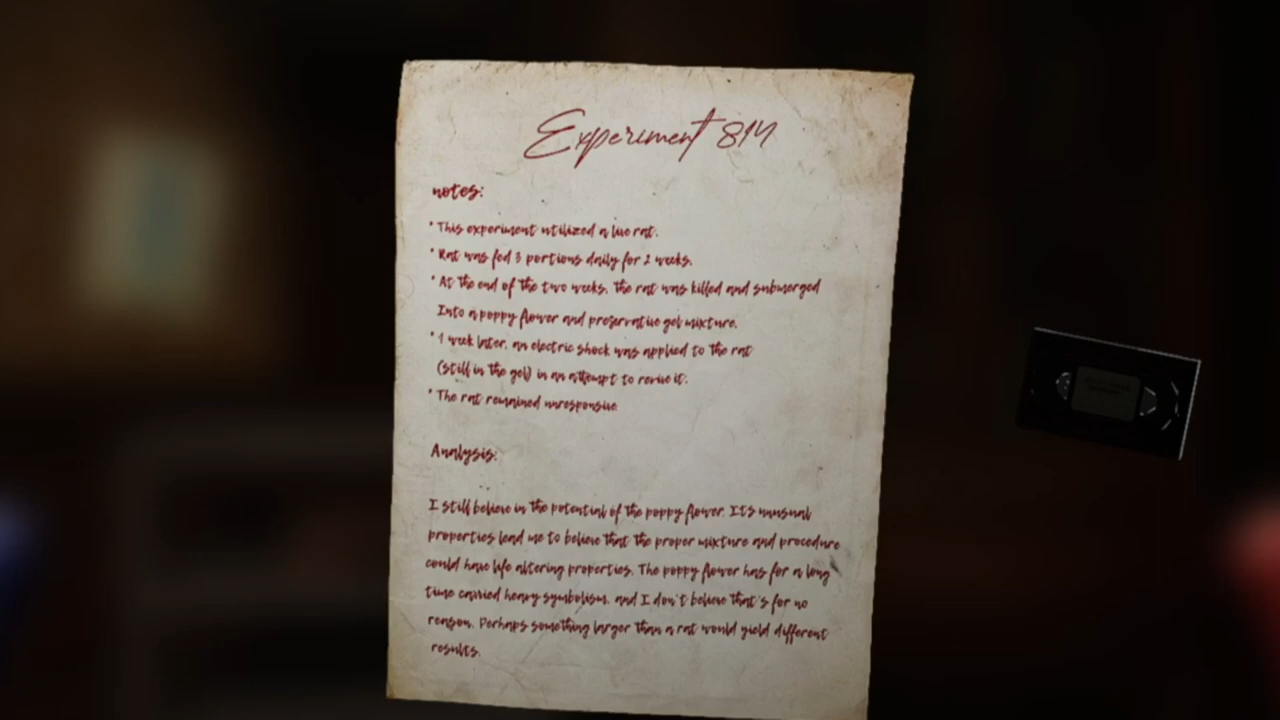 Experiment 814
notes:
* This experiment utilized a live rat.
* Rat was fed 3 portions daily for 2 weeks.
* At the end of the two weeks, the rat was killed and submerged
Into a poppy flower and preservative gel mixture.
* 1 week later, an electric shock was applied to the rat
(still in the gel) in an attempt to revive it.
* The rat remained unresponsive.
Analysis:
I still believe in the potential of the poppy flower. Its unusual
properties lead me to believe that the proper mixture and procedure
could have life altering properties. The poppy flower has for a long
time carried heavy symbolism, and I don't believe that's for no
reason. Perhaps something larger than a rat would yield different
results.